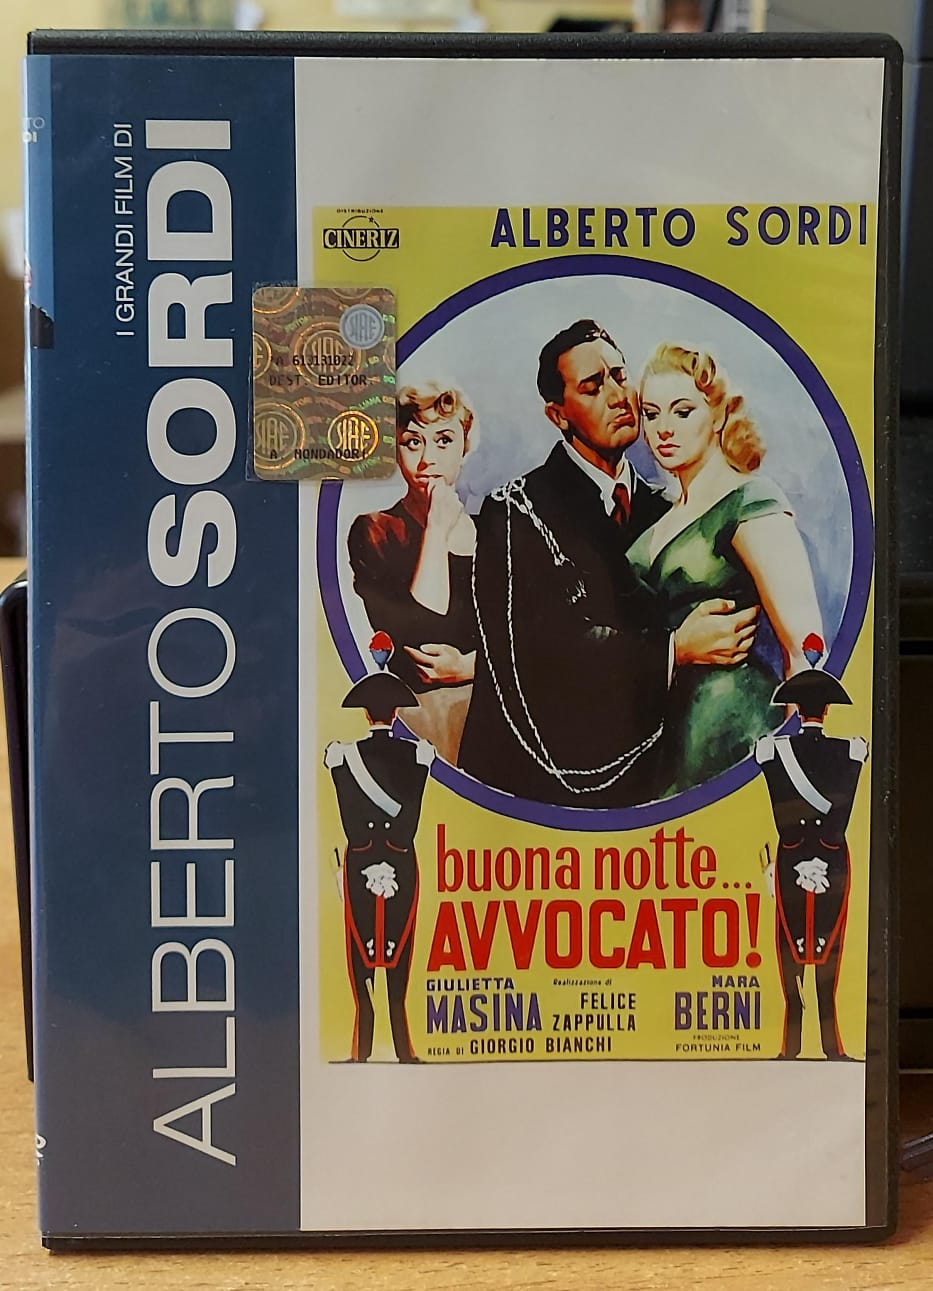 I GRANDI FILM DI
ALBERTO SORDI
DISTRIBUZIONE
CINERIZ
ALBERTO SORDI
SIAE
A 613131022
DEST. EDITOR
A. MONDADORI
buona notte...
AVVOCATO!
GIULIETTA
MASINA
Realizzazione di
FELICE
ZAPPULLA
MARA
BERNI
REGIA DI GIORGIO BIANCHI
PRODUZIONE
FORTUNIA FILM